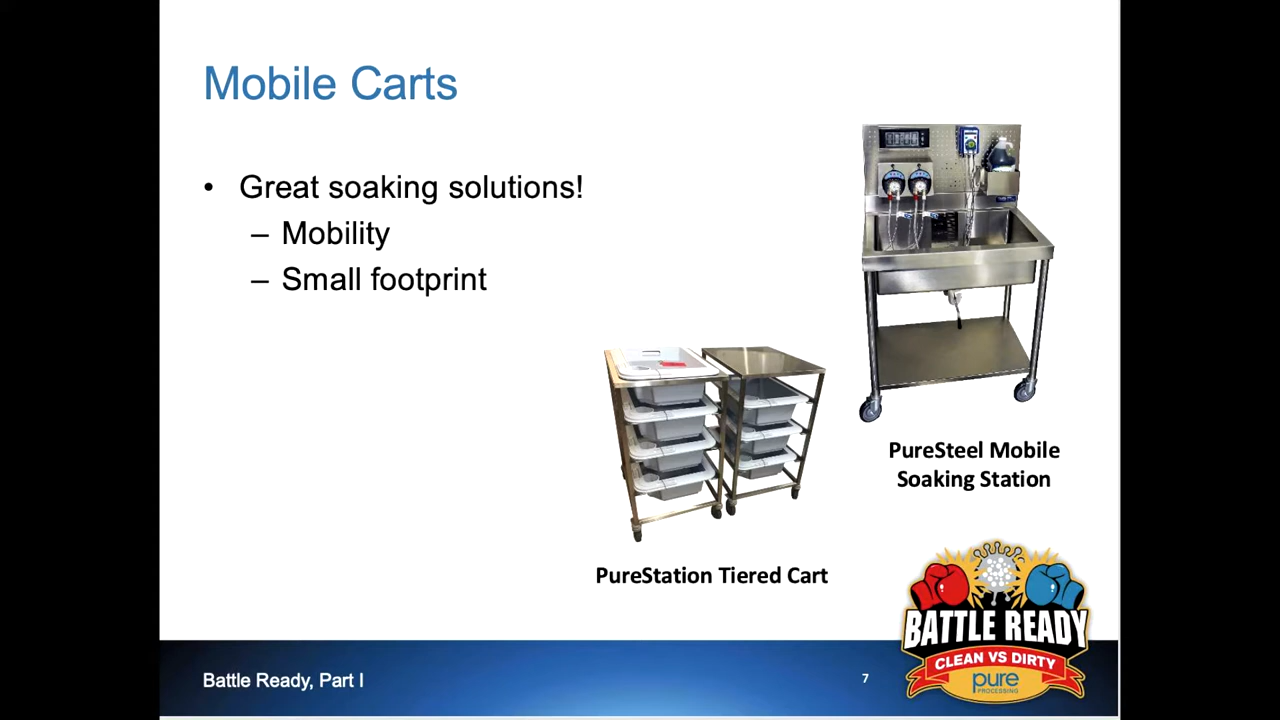 Mobile Carts
• Great soaking solutions!
– Mobility
– Small footprint
PureSteel Mobile
Soaking Station
PureStation Tiered Cart
BATTLE READY
CLEAN VS DIRTY
pure
PROCESSING
Battle Ready, Part I
7